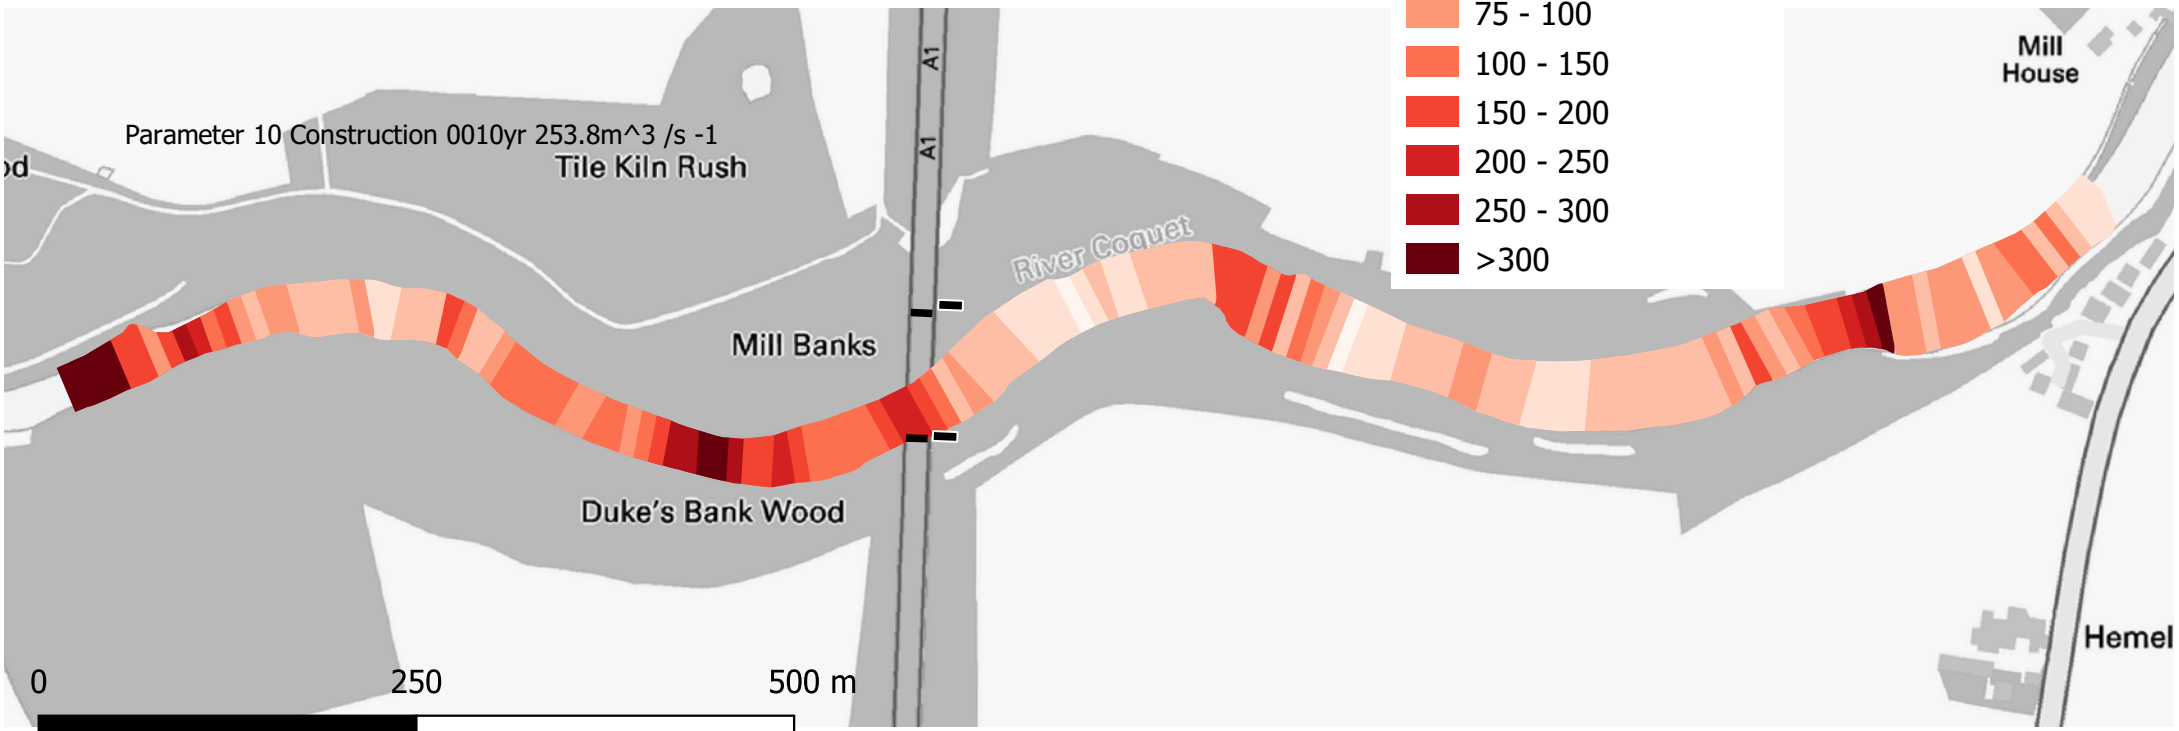 75 - 100
100 - 150
150 - 200
200 - 250
250 - 300
>300
Mill
House
A1
A1
Parameter 10 Construction 0010yr 253.8m^3 /s -1
od
Tile Kiln Rush
River Coquet
Mill Banks
Duke's Bank Wood
Hemel
0 250 500 m